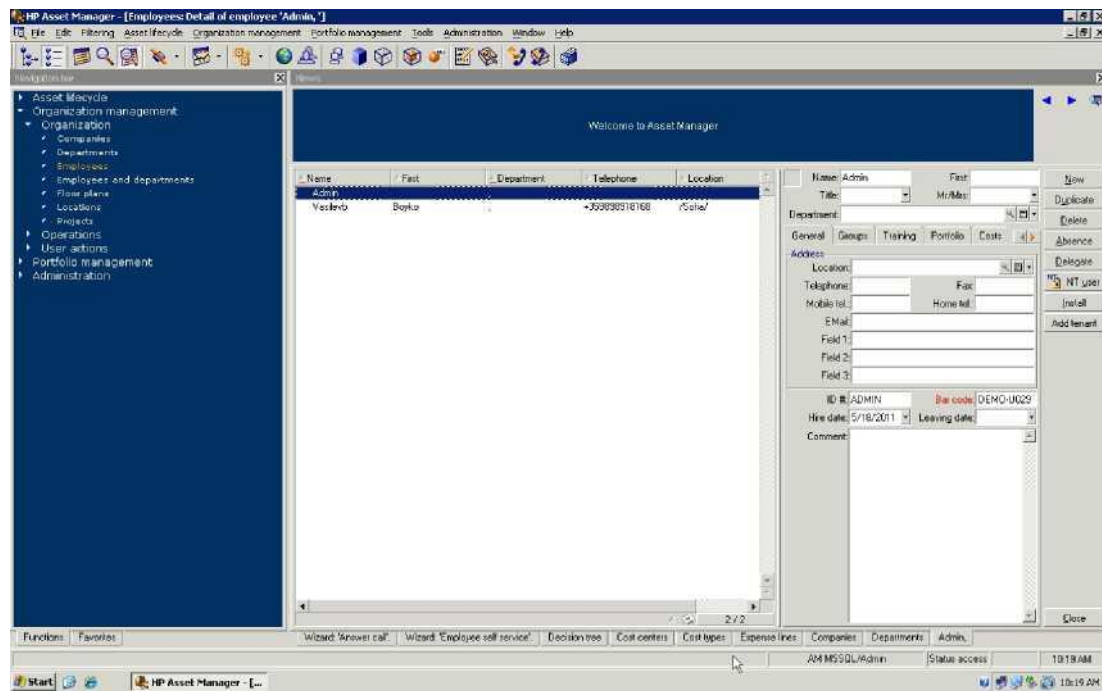 HP Asset Manager - [Employees: Detail of employee 'Admin, ']
File Edit Filtering Asset lifecycle Organization management Portfolio management Tools Administration Window Help
Navigation bar News
Asset lifecycle
Organization management
Organization
Companies
Departments
Employees
Employees and departments
Floor plans
Locations
Projects
Operations
User actions
Portfolio management
Administration
Welcome to Asset Manager
Name First Department Telephone Location
Admin
Boyko /Sofia/
Name: Admin First:
Title: Mr/Mrs:
Department:
General Groups Training Portfolio Costs
Address
Location:
Telephone: Fax:
Mobile tel.: Home tel.:
EMail:
Field 1:
Field 2:
Field 3:
ID #: ADMIN Bar code: DEMO-U029
Hire date: 5/18/2011 Leaving date:
Comment:
New
Duplicate
Delete
Absence
Delegate
NT user
Install
Add tenant
Close
2/2
Functions Favorites
Wizard 'Answer call'. Wizard 'Employee self service'. Decision tree Cost centers Cost types Expense lines Companies Departments Admin,
AM MSSQL/Admin Status access 10:19 AM
Start HP Asset Manager - [... 10:19 AM